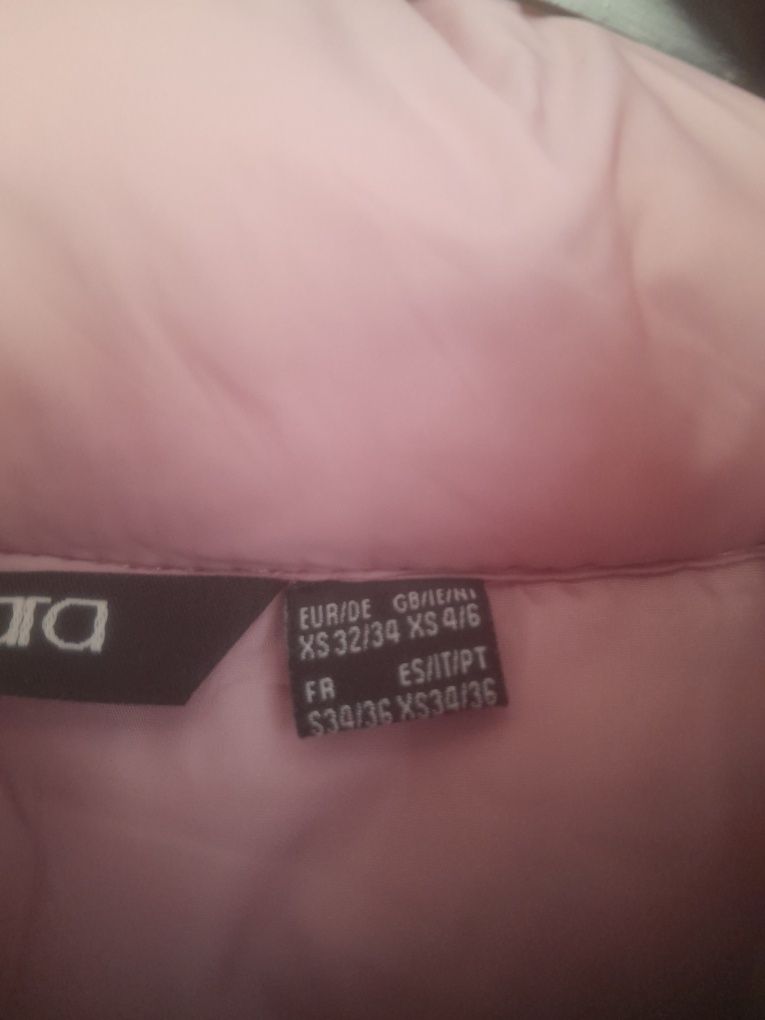 ara
EUR/DE GB/IE/NI
XS 32/34 XS 4/6
FR ES/IT/PT
S34/36 XS34/36